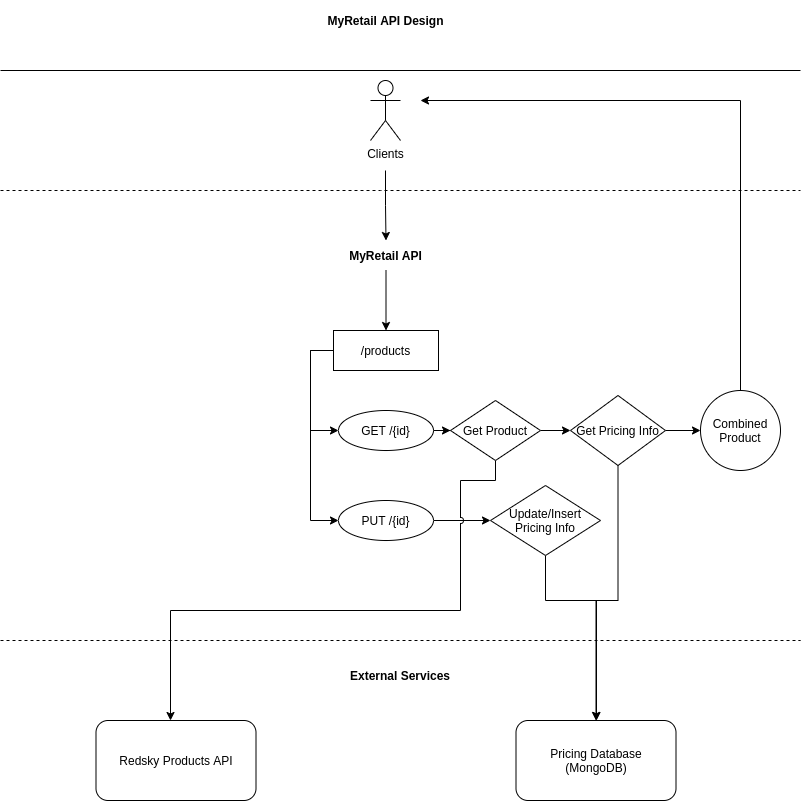 MyRetail API Design
Clients
MyRetail API
/products
GET /{id}
Get Product
Get Pricing Info
Combined
Product
PUT /{id}
Update/Insert
Pricing Info
External Services
Redsky Products API
Pricing Database
(MongoDB)